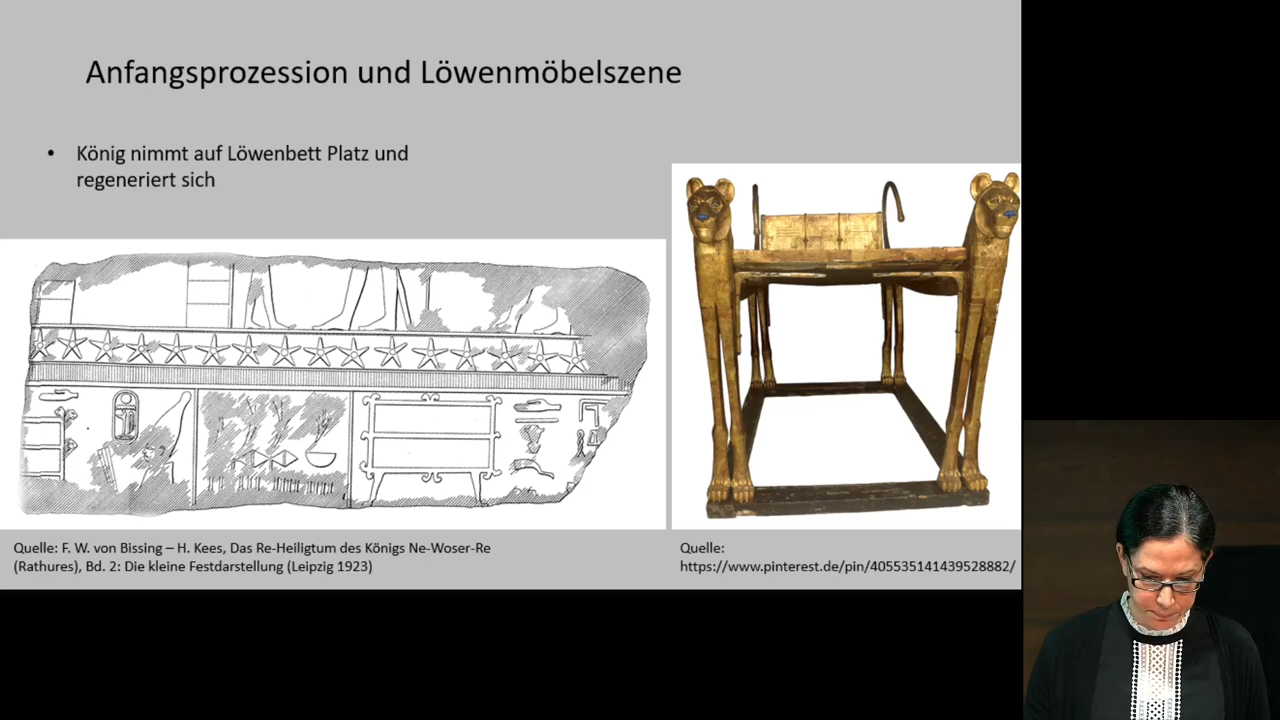 Anfangsprozession und Löwenmöbelszene
• König nimmt auf Löwenbett Platz und
regeneriert sich
Quelle: F. W. von Bissing – H. Kees, Das Re-Heiligtum des Königs Ne-Woser-Re
(Rathures), Bd. 2: Die kleine Festdarstellung (Leipzig 1923)
Quelle:
https://www.pinterest.de/pin/405535141439528882/